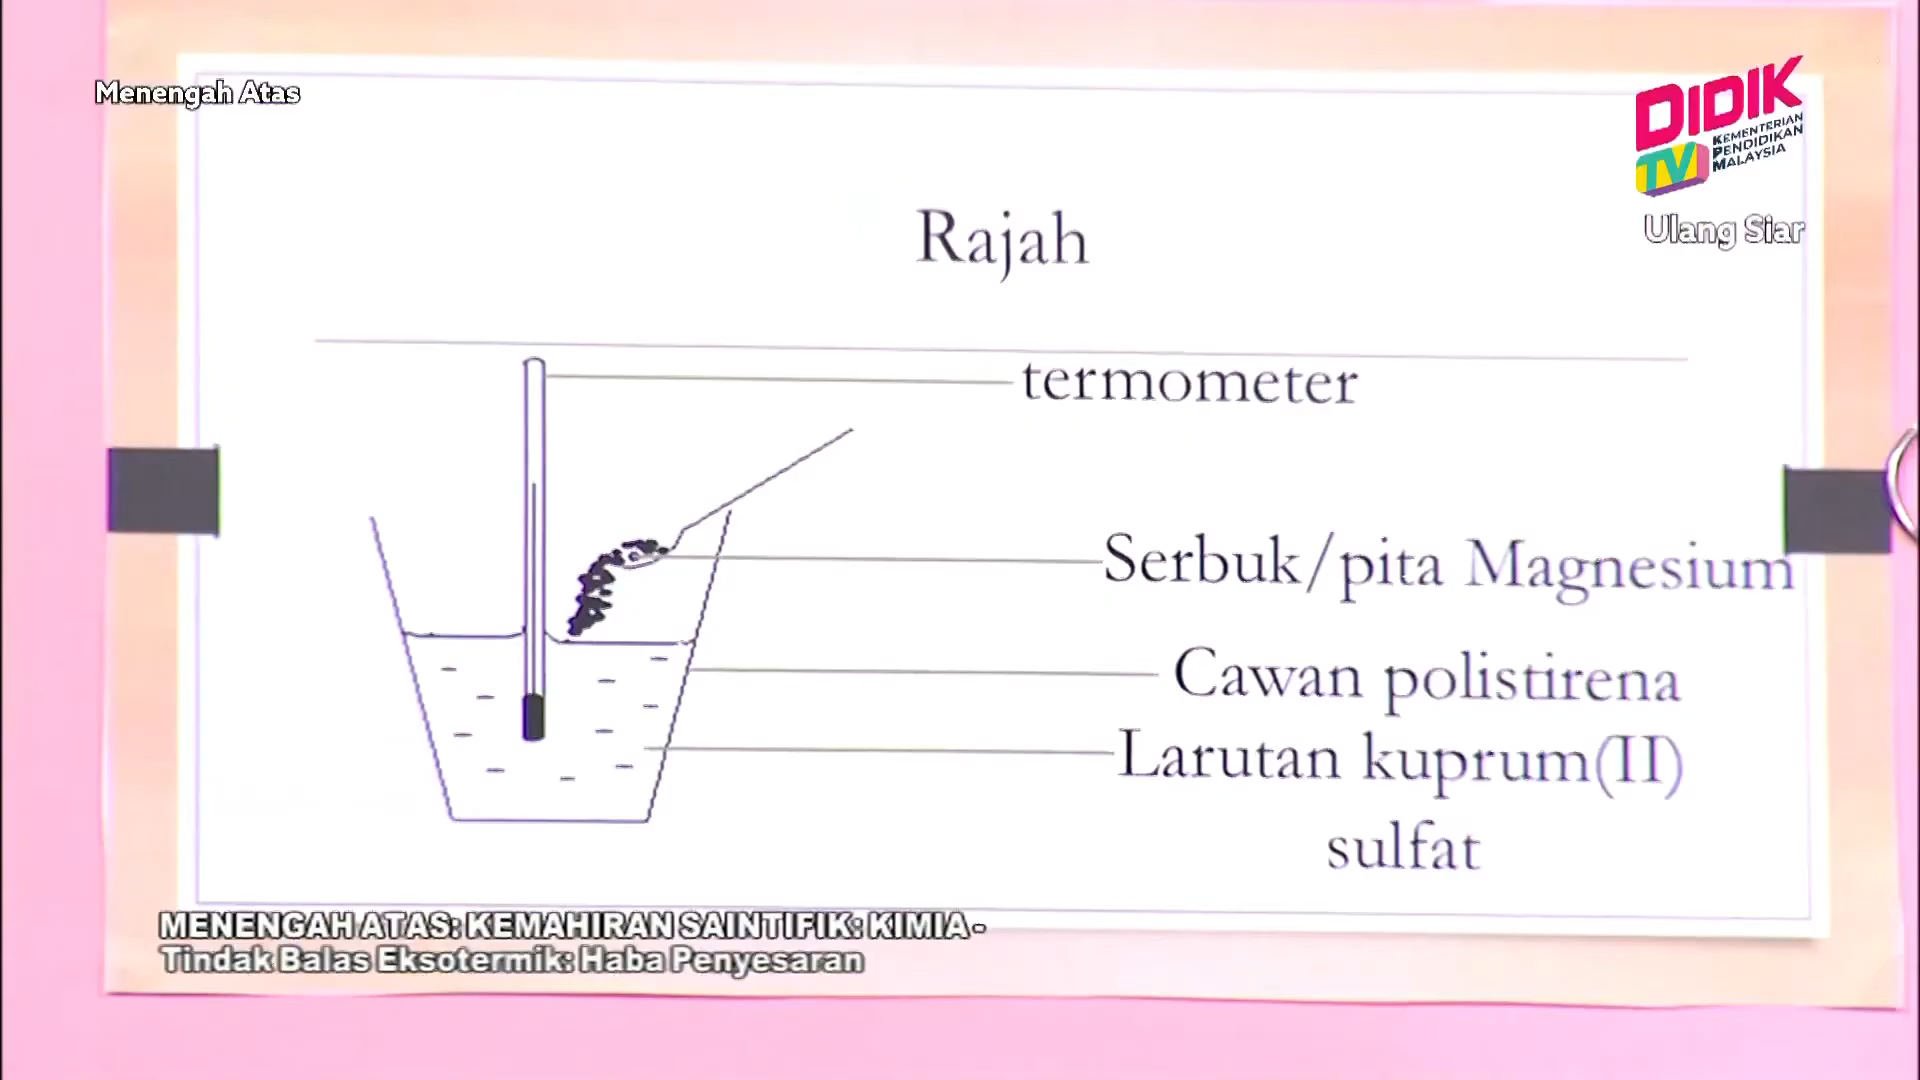 Menengah Atas
DIDIK
TV
KEMENTERIAN
PENDIDIKAN
MALAYSIA
Ulang Siar
Rajah
termometer
Serbuk/pita Magnesium
Cawan polistirena
Larutan kuprum(II)
sulfat
MENENGAH ATAS: KEMAHIRAN SAINTIFIK: KIMIA -
Tindak Balas Eksotermik: Haba Penyesaran